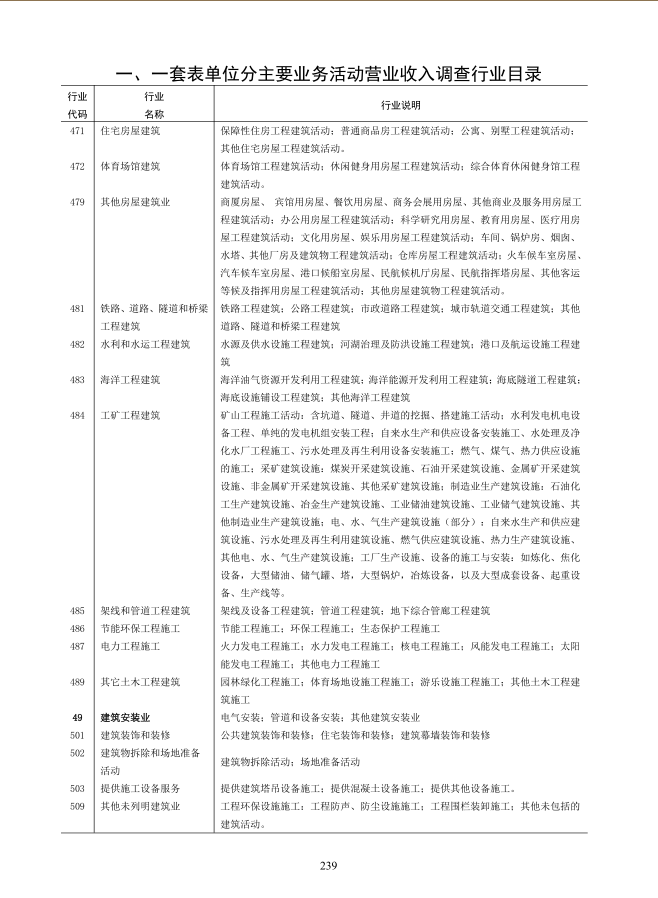 一、一套表单位分主要业务活动营业收入调查行业目录
行业
代码
行业
名称
行业说明
471 住宅房屋建筑 保障性住房工程建筑活动；普通商品房工程建筑活动；公寓、别墅工程建筑活动；
其他住宅房屋工程建筑活动。
472 体育场馆建筑 体育场馆工程建筑活动；休闲健身用房屋工程建筑活动；综合体育休闲健身馆工程
建筑活动。
479 其他房屋建筑业 商厦房屋、 宾馆用房屋、餐饮用房屋、商务会展用房屋、其他商业及服务用房屋工
程建筑活动；办公用房屋工程建筑活动；科学研究用房屋、教育用房屋、医疗用房
屋工程建筑活动；文化用房屋、娱乐用房屋工程建筑活动；车间、锅炉房、烟囱、
水塔、其他厂房及建筑物工程建筑活动；仓库房屋工程建筑活动；火车候车室房屋、
汽车候车室房屋、港口候船室房屋、民航候机厅房屋、民航指挥塔房屋、其他客运
等候及指挥用房屋工程建筑活动；其他房屋建筑物工程建筑活动。
481 铁路、道路、隧道和桥梁 铁路工程建筑；公路工程建筑；市政道路工程建筑；城市轨道交通工程建筑；其他
工程建筑 道路、隧道和桥梁工程建筑
482 水利和水运工程建筑 水源及供水设施工程建筑；河湖治理及防洪设施工程建筑；港口及航运设施工程建
筑
483 海洋工程建筑 海洋油气资源开发利用工程建筑；海洋能源开发利用工程建筑；海底隧道工程建筑；
海底设施铺设工程建筑；其他海洋工程建筑
484 工矿工程建筑 矿山工程施工活动；含坑道、隧道、井道的挖掘、搭建施工活动；水利发电机电设
备工程、单纯的发电机组安装工程；自来水生产和供应设备安装施工、水处理及净
化水厂工程施工、污水处理及再生利用设备安装施工；燃气、煤气、热力供应设施
的施工；采矿建筑设施：煤炭开采建筑设施、石油开采建筑设施、金属矿开采建筑
设施、非金属矿开采建筑设施、其他采矿建筑设施；制造业生产建筑设施：石油化
工生产建筑设施、冶金生产建筑设施、工业储油建筑设施、工业储气建筑设施、其
他制造业生产建筑设施；电、水、气生产建筑设施（部分）：自来水生产和供应建
筑设施、污水处理及再生利用建筑设施、燃气供应建筑设施、热力生产建筑设施、
其他电、水、气生产建筑设施；工厂生产设施、设备的施工与安装：如炼化、焦化
设备，大型储油、储气罐、塔，大型锅炉，冶炼设备，以及大型成套设备、起重设
备、生产线等。
485 架线和管道工程建筑 架线及设备工程建筑；管道工程建筑；地下综合管廊工程建筑
486 节能环保工程施工 节能工程施工；环保工程施工；生态保护工程施工
487 电力工程施工 火力发电工程施工；水力发电工程施工；核电工程施工；风能发电工程施工；太阳
能发电工程施工；其他电力工程施工
489 其它土木工程建筑 园林绿化工程施工；体育场地设施工程施工；游乐设施工程施工；其他土木工程建
筑施工
49 建筑安装业 电气安装；管道和设备安装；其他建筑安装业
501 建筑装饰和装修 公共建筑装饰和装修；住宅装饰和装修；建筑幕墙装饰和装修
502 建筑物拆除和场地准备
活动 建筑物拆除活动；场地准备活动
503 提供施工设备服务 提供建筑塔吊设备施工；提供混凝土设备施工；提供其他设备施工。
509 其他未列明建筑业 工程环保设施施工：工程防声、防尘设施施工；工程围栏装卸施工；其他未包括的
建筑活动。
239